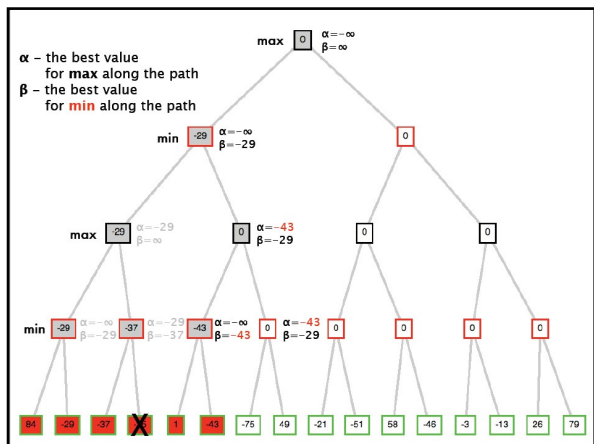 max 0 α=-∞
β=∞
α - the best value
for max along the path
β - the best value
for min along the path
min -29 α=-∞
β=-29
0
max -29 α=-29
β=∞
0 α=-43
β=-29
0
0
min -29 α=-∞
β=-29
-37 α=-29
β=-37
-43 α=-∞
β=-43
0 α=-43
β=-29
0
0
0
0
84 -29 -37 X 1 -43 -75 49 -21 -51 58 -46 -3 -13 26 79